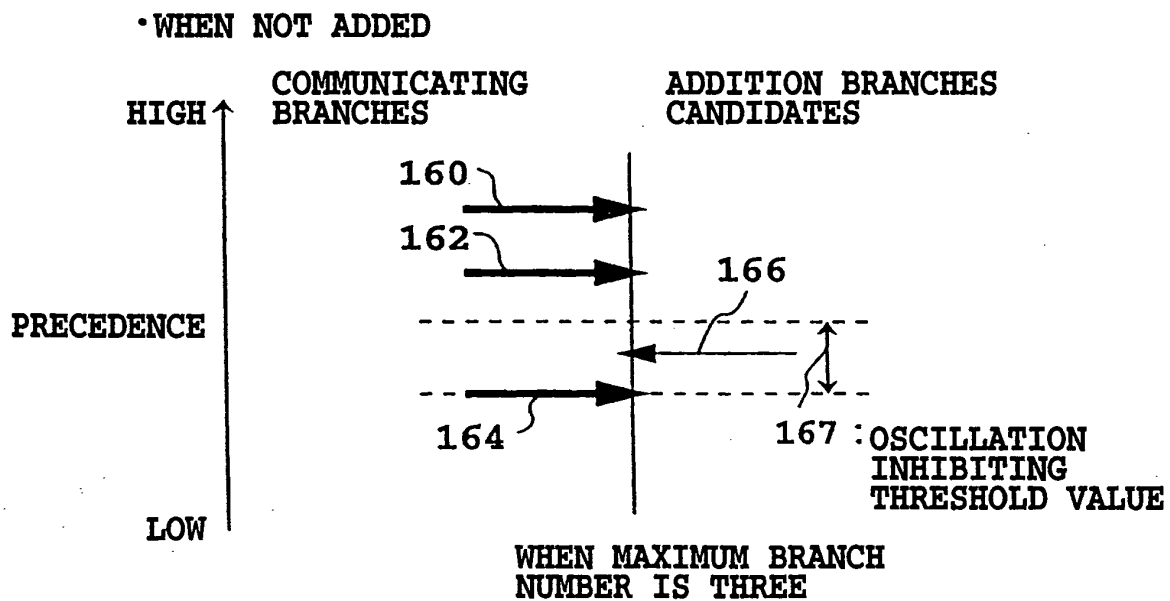 ·WHEN NOT ADDED
COMMUNICATING
BRANCHES
ADDITION BRANCHES
CANDIDATES
HIGH
160
162
166
PRECEDENCE
164
167 :OSCILLATION
INHIBITING
THRESHOLD VALUE
LOW
WHEN MAXIMUM BRANCH
NUMBER IS THREE